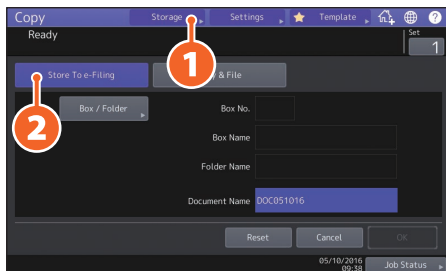 Copy Storage Settings Template
Ready
Set
1
1
Store To e-Filing y & File
2
Box / Folder Box No.
Box Name
Folder Name
Document Name DOC051016
Reset Cancel OK
05/10/2016
09:38 Job Status